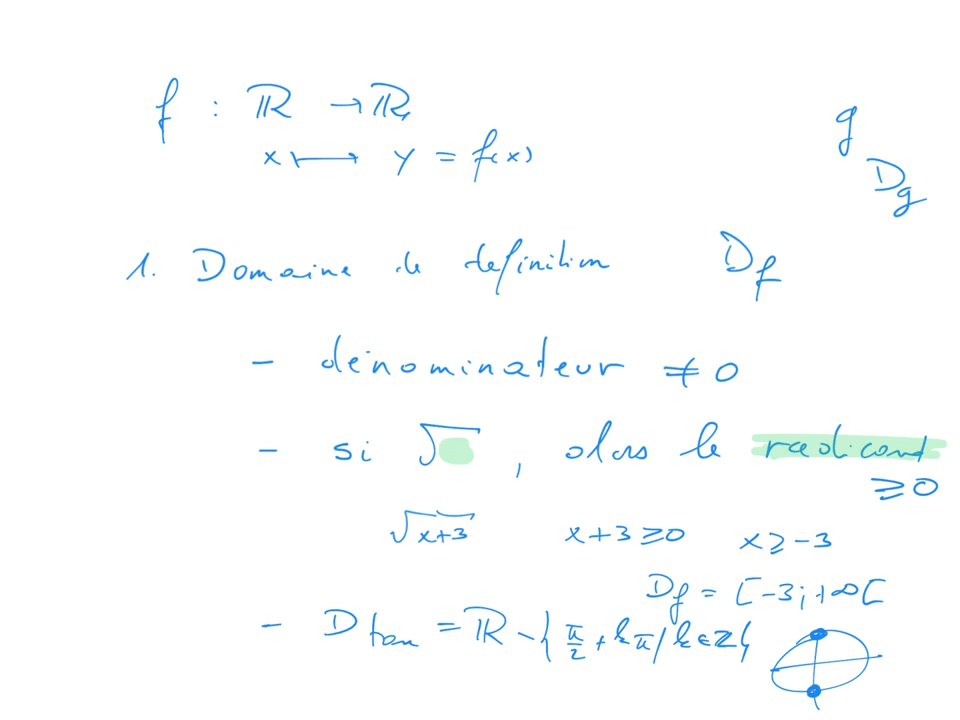 f : ℝ → ℝ
x ⟼ y = f(x)
g
Dg
1. Domaine de definition Df
- dénominateur ≠ 0
- si √ , alors le radicand
≥ 0
√x+3 x+3 ≥ 0 x ≥ -3
Df = [-3; +∞[
- Dtan = ℝ - {π/2 + kπ / k ∈ ℤ}